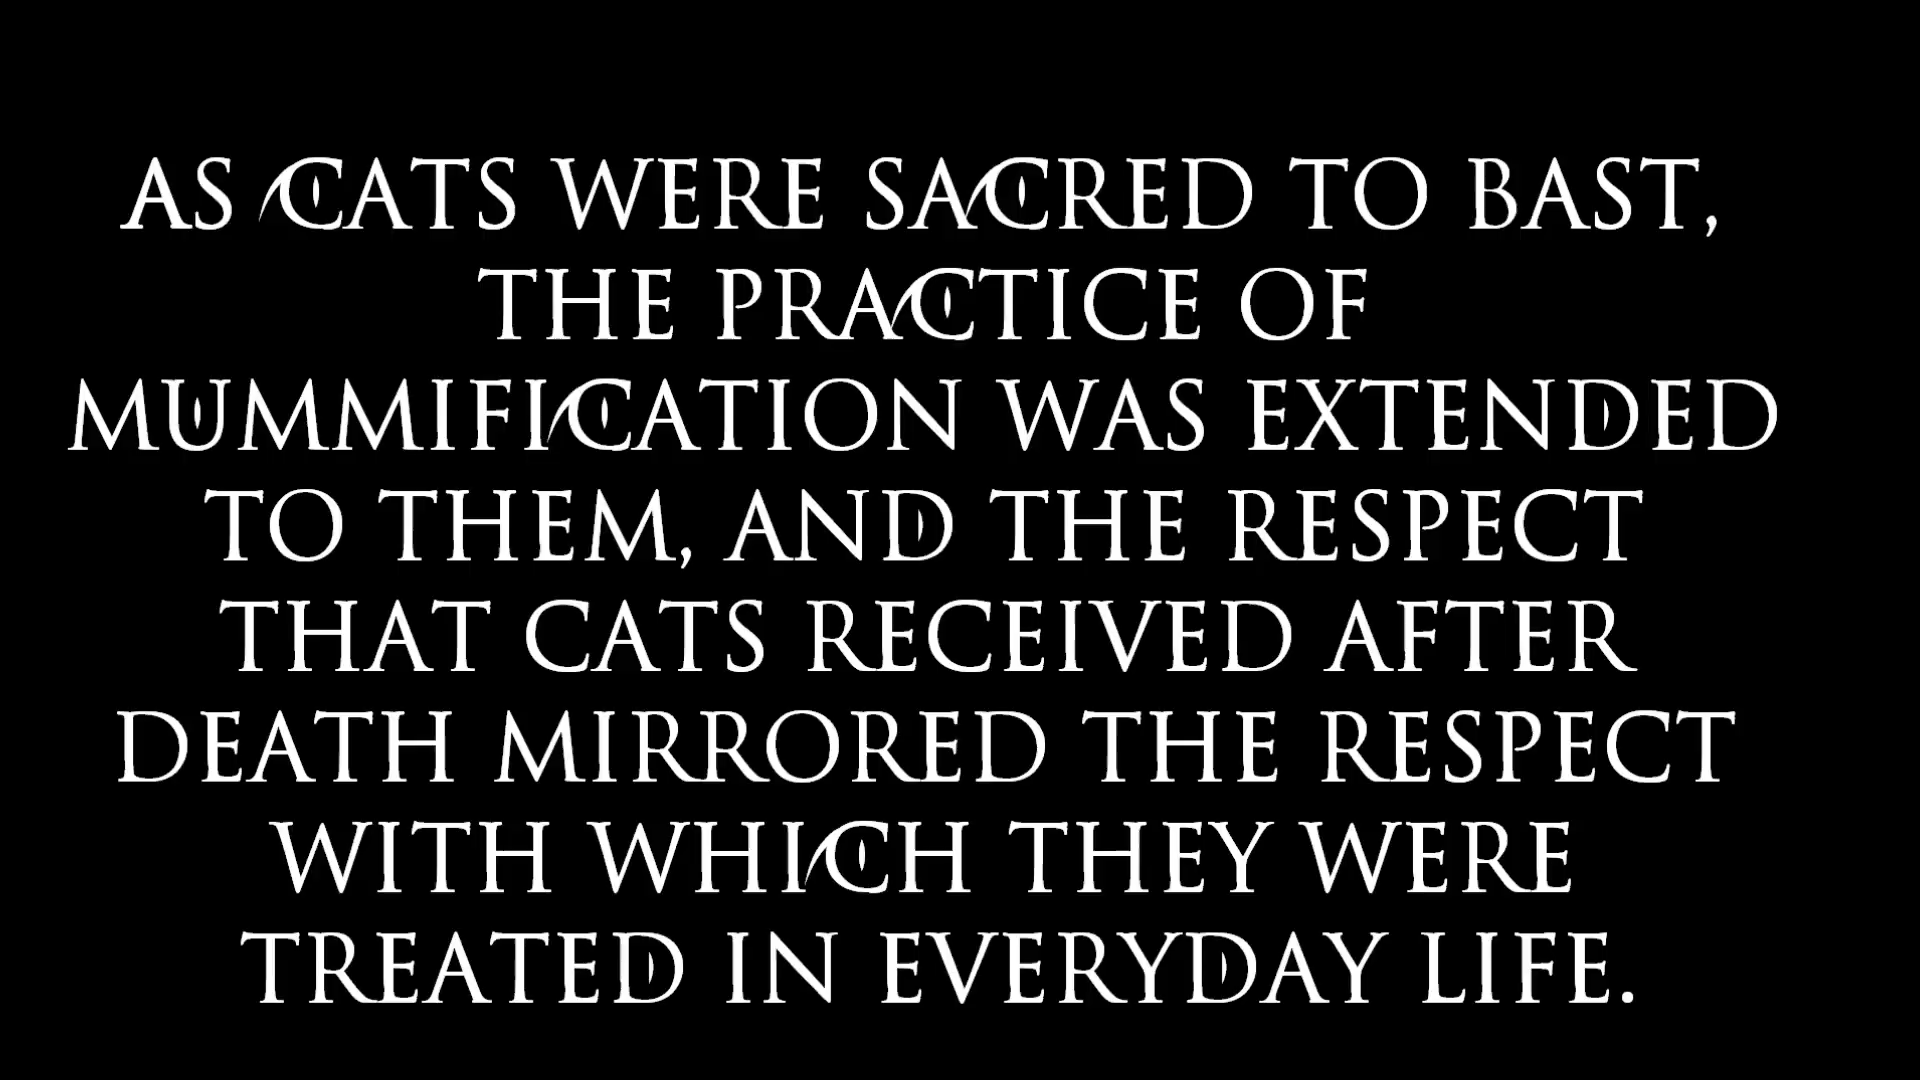 AS CATS WERE SACRED TO BAST,
THE PRACTICE OF
MUMMIFICATION WAS EXTENDED
TO THEM, AND THE RESPECT
THAT CATS RECEIVED AFTER
DEATH MIRRORED THE RESPECT
WITH WHICH THEY WERE
TREATED IN EVERYDAY LIFE.